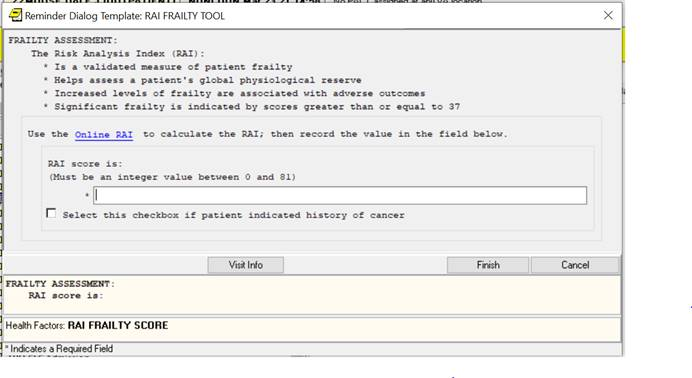 Reminder Dialog Template: RAI FRAILTY TOOL
FRAILTY ASSESSMENT:
The Risk Analysis Index (RAI):
* Is a validated measure of patient frailty
* Helps assess a patient's global physiological reserve
* Increased levels of frailty are associated with adverse outcomes
* Significant frailty is indicated by scores greater than or equal to 37
Use the Online RAI to calculate the RAI; then record the value in the field below.
RAI score is:
(Must be an integer value between 0 and 81)
*
Select this checkbox if patient indicated history of cancer
Visit Info Finish Cancel
FRAILTY ASSESSMENT:
RAI score is:
Health Factors: RAI FRAILTY SCORE
* Indicates a Required Field